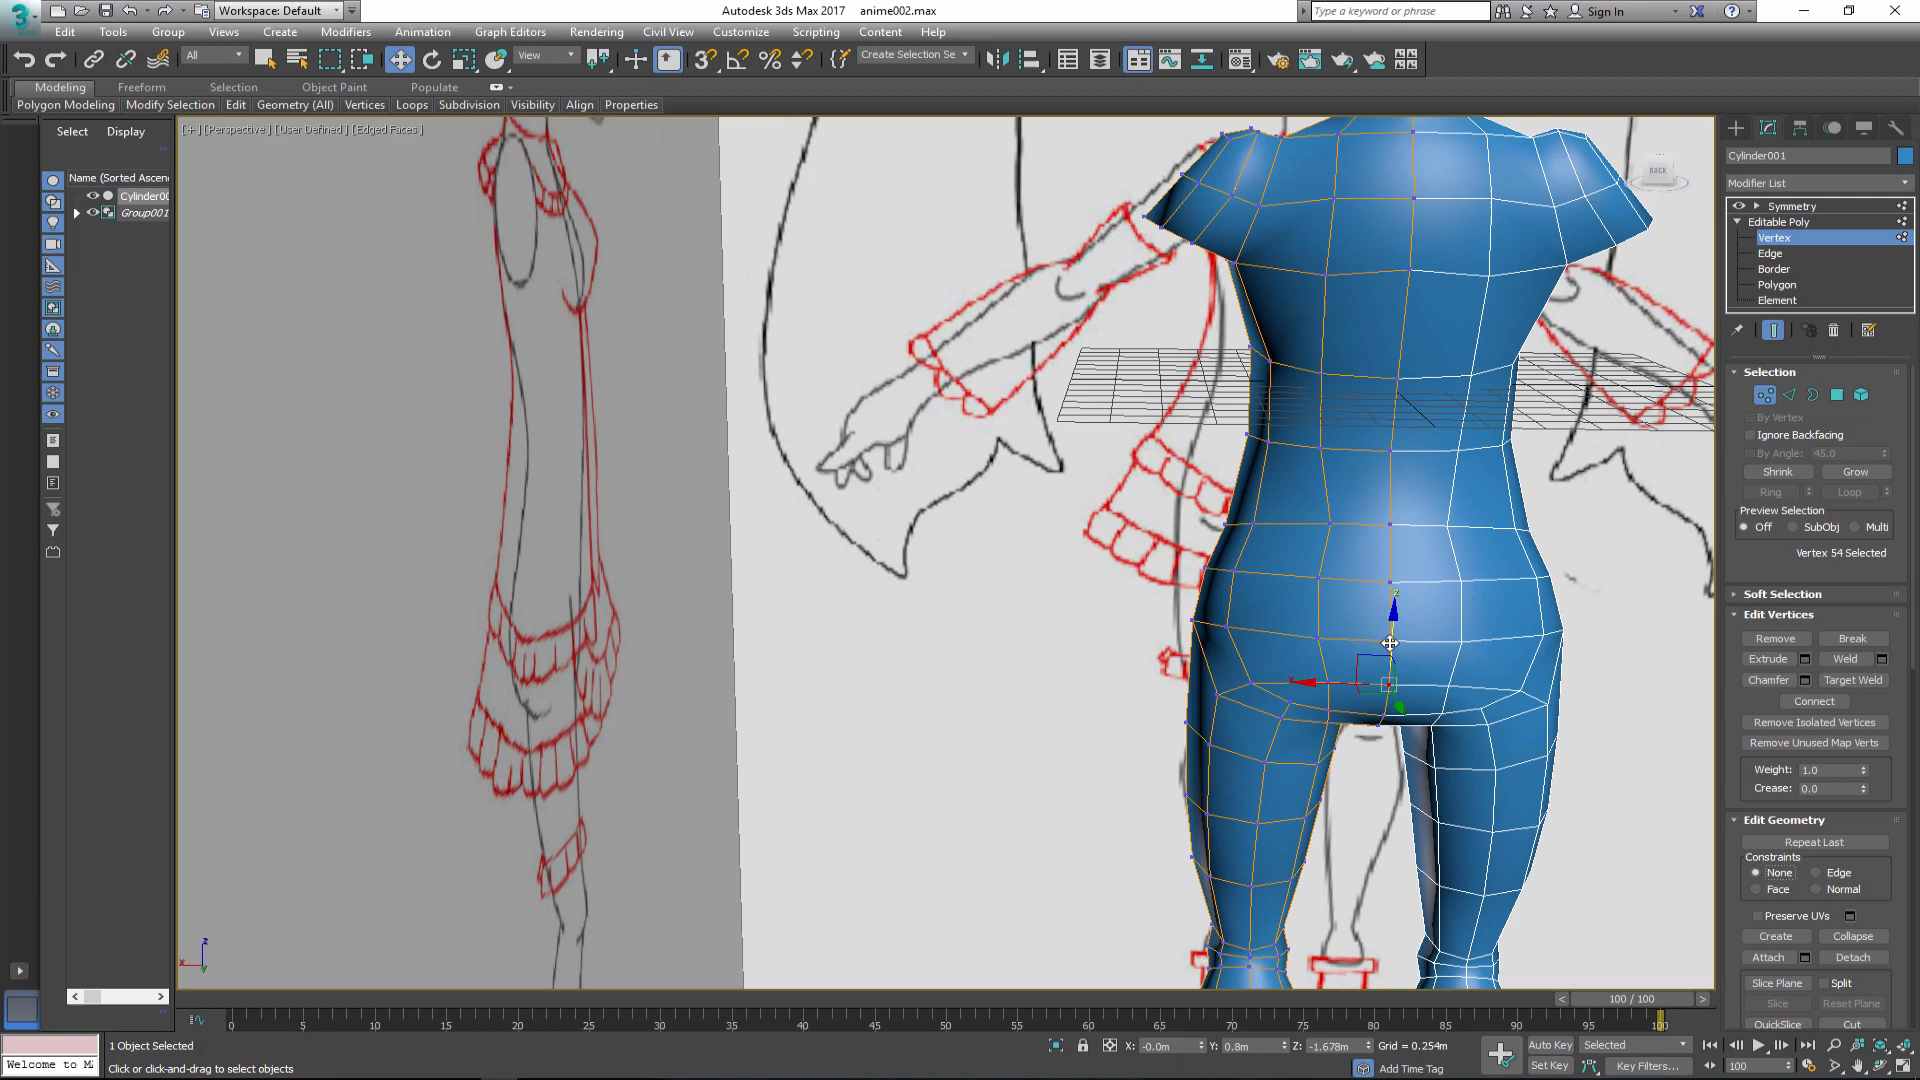 Workspace: Default
Autodesk 3ds Max 2017 anime002.max
Type a keyword or phrase
Sign In
MAX
Edit Tools Group Views Create Modifiers Animation Graph Editors Rendering Civil View Customize Scripting Content Help
All
View
Create Selection Se
Modeling Freeform Selection Object Paint Populate
Polygon Modeling Modify Selection Edit Geometry (All) Vertices Loops Subdivision Visibility Align Properties
Select Display
[+] [Perspective] [User Defined] [Edged Faces]
Name (Sorted Ascen
Cylinder00
Group001
BACK
Cylinder001
Modifier List
Symmetry
Editable Poly
Vertex
Edge
Border
Polygon
Element
Selection
By Vertex
Ignore Backfacing
By Angle: 45.0
Shrink Grow
Ring Loop
Preview Selection
Off SubObj Multi
Vertex 54 Selected
Soft Selection
Edit Vertices
Remove Break
Extrude Weld
Chamfer Target Weld
Connect
Remove Isolated Vertices
Remove Unused Map Verts
Weight: 1.0
Crease: 0.0
Edit Geometry
Repeat Last
Constraints
None Edge
Face Normal
Preserve UVs
Create Collapse
Attach Detach
Slice Plane Split
Slice Reset Plane
QuickSlice Cut
z
x
z
x
y
< 100 / 100 >
0 5 10 15 20 25 30 35 40 45 50 55 60 65 70 75 80 85 90 95 100
1 Object Selected
X: -0.0m Y: 0.8m Z: -1.678m Grid = 0.254m
Auto Key Selected
Welcome to M
Click or click-and-drag to select objects
Add Time Tag
Set Key Key Filters...
100